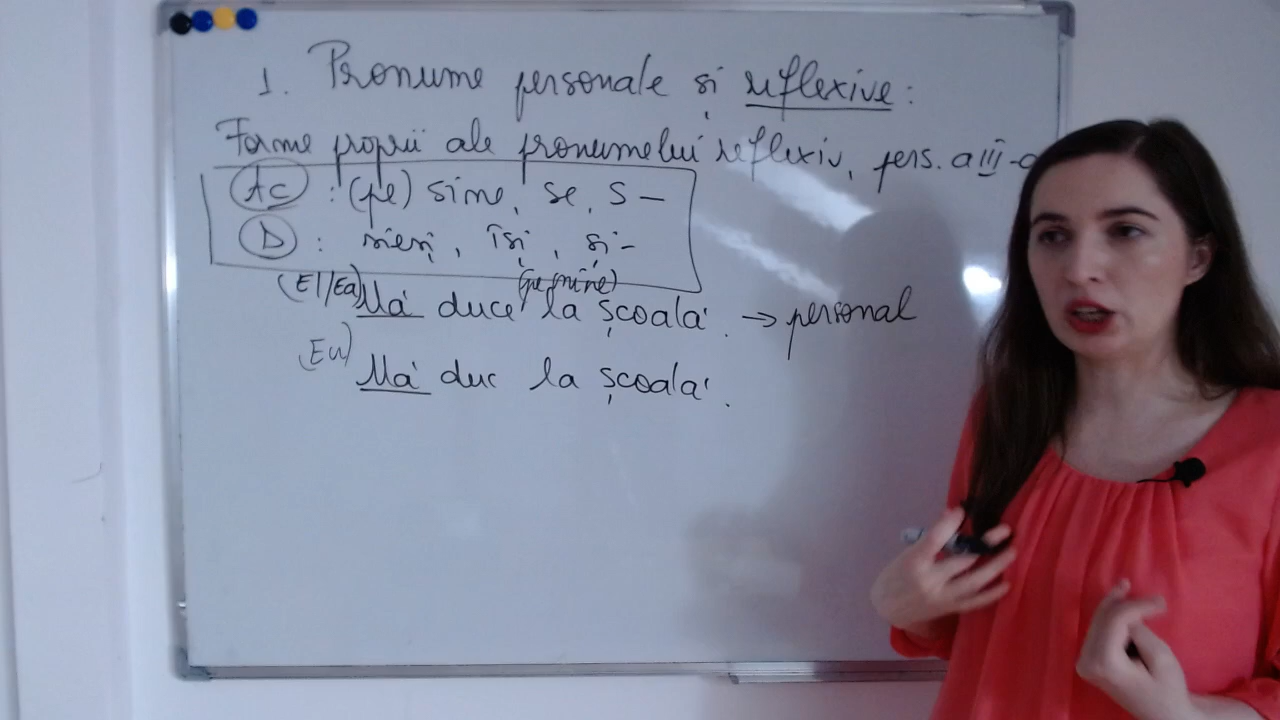 1. Pronume personale și reflexive:
Forme proprii ale pronumelui reflexiv, pers. a III-a
Ac : (pe) sine, se, s-
D : sieși, își, și-
(pe mine)
(El/Ea) Mă duce la școală. → personal
(Eu) Mă duc la școală.